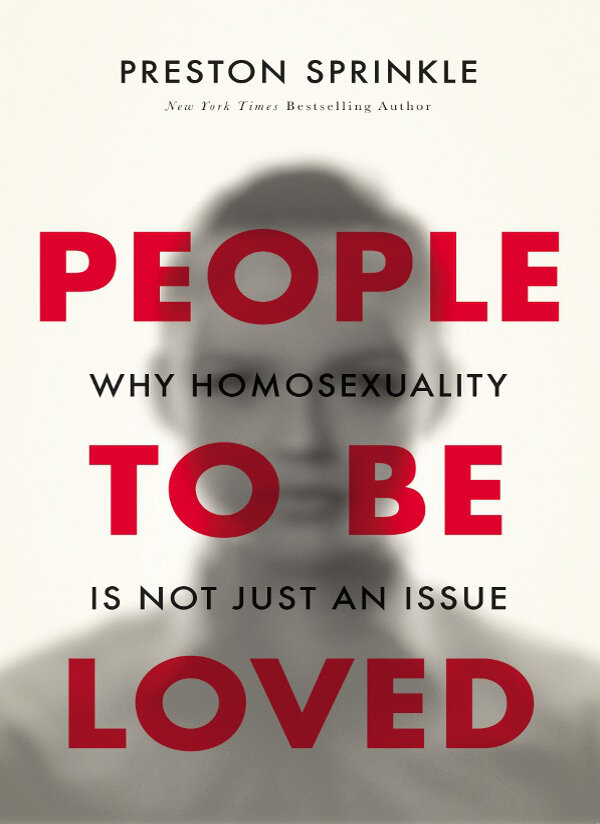 PRESTON SPRINKLE
New York Times Bestselling Author
PEOPLE
WHY HOMOSEXUALITY
TO BE
IS NOT JUST AN ISSUE
LOVED